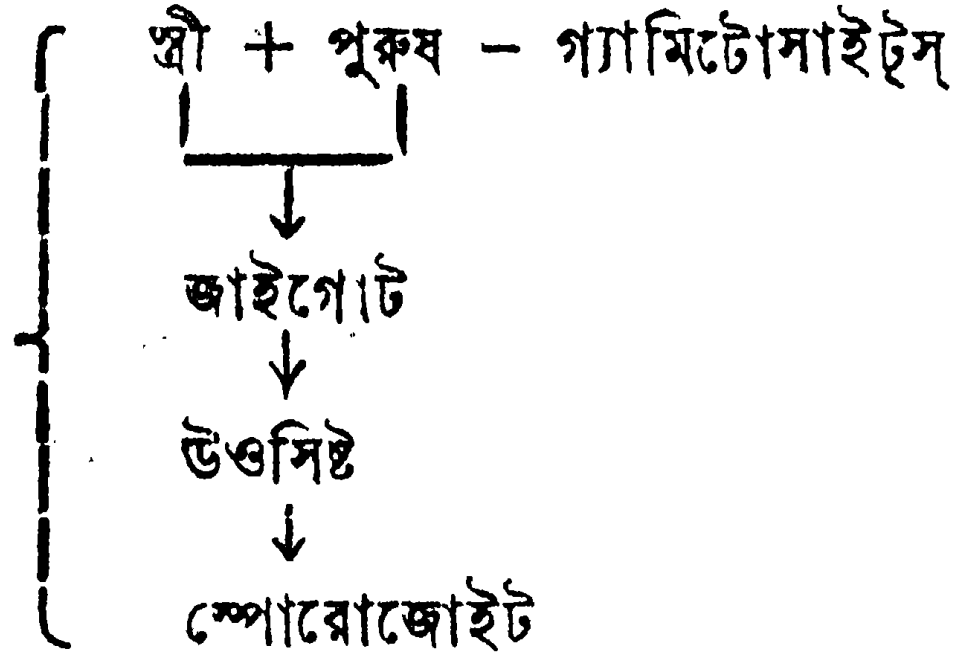 স্ত্রী + পুরুষ – গ্যামিটোসাইট্‌স্
জাইগোট
উওসিষ্ট
স্পোরোজোইট